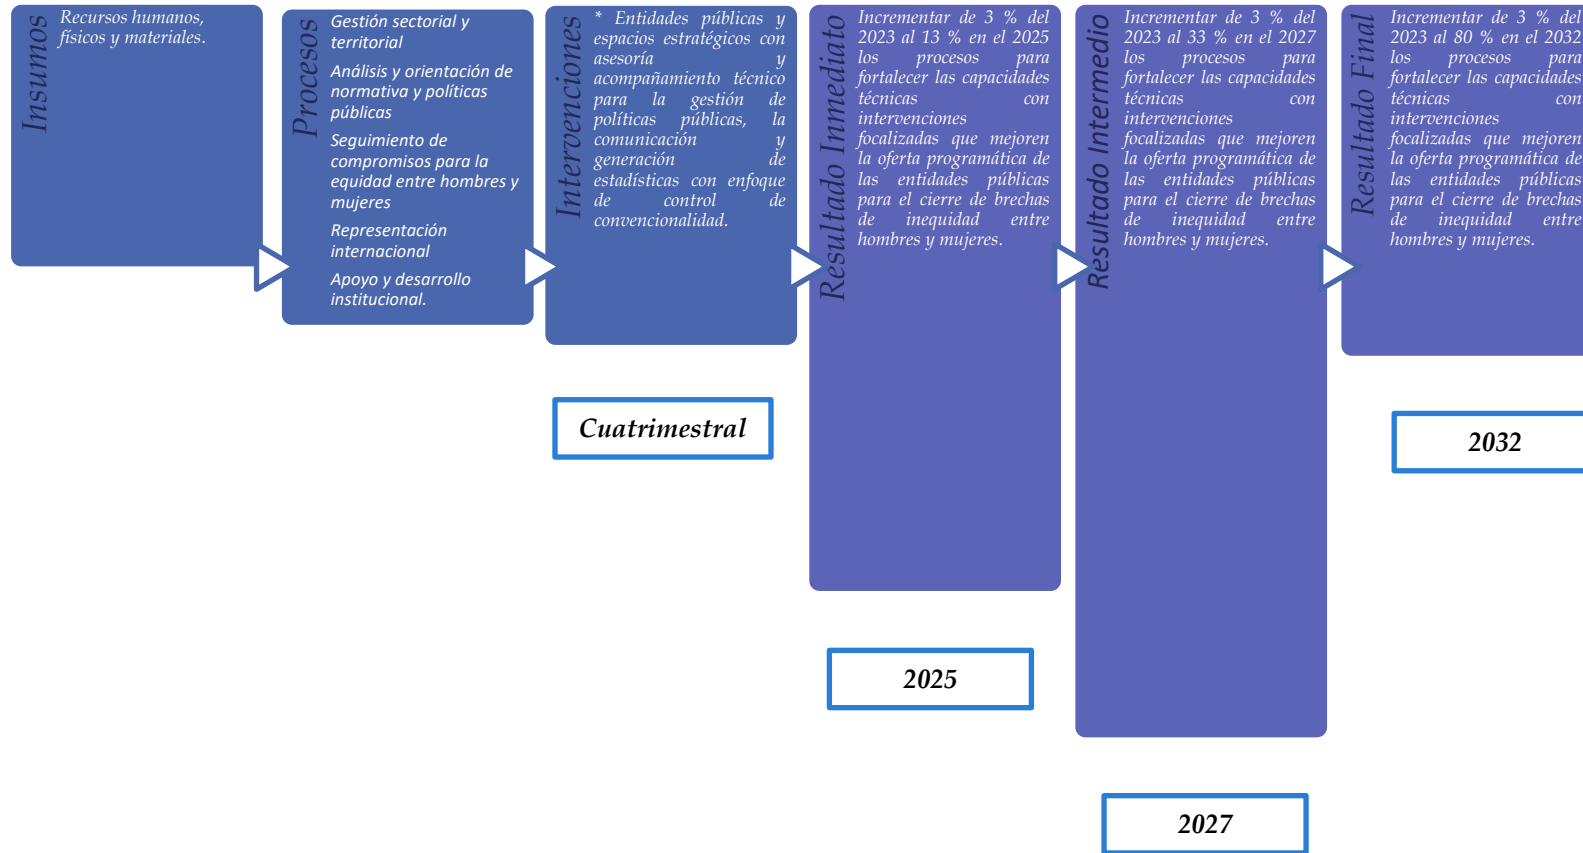 Insumos
Recursos humanos,
físicos y materiales.
Procesos
Gestión sectorial y
territorial
Análisis y orientación de
normativa y políticas
públicas
Seguimiento de
compromisos para la
equidad entre hombres y
mujeres
Representación
internacional
Apoyo y desarrollo
institucional.
Intervenciones
* Entidades públicas y
espacios estratégicos con
asesoría y
acompañamiento técnico
para la gestión de
políticas públicas, la
comunicación y
generación de
estadísticas con enfoque
de control de
convencionalidad.
Cuatrimestral
Resultado Inmediato
Incrementar de 3 % del
2023 al 13 % en el 2025
los procesos para
fortalecer las capacidades
técnicas con
intervenciones
focalizadas que mejoren
la oferta programática de
las entidades públicas
para el cierre de brechas
de inequidad entre
hombres y mujeres.
2025
Resultado Intermedio
Incrementar de 3 % del
2023 al 33 % en el 2027
los procesos para
fortalecer las capacidades
técnicas con
intervenciones
focalizadas que mejoren
la oferta programática de
las entidades públicas
para el cierre de brechas
de inequidad entre
hombres y mujeres.
2027
Resultado Final
Incrementar de 3 % del
2023 al 80 % en el 2032
los procesos para
fortalecer las capacidades
técnicas con
intervenciones
focalizadas que mejoren
la oferta programática de
las entidades públicas
para el cierre de brechas
de inequidad entre
hombres y mujeres.
2032